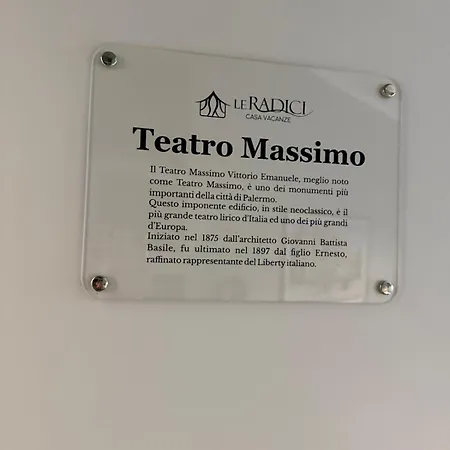 LE RADICI
CASA VACANZE
Teatro Massimo
Il Teatro Massimo Vittorio Emanuele, meglio noto
come Teatro Massimo, è uno dei monumenti più
importanti della città di Palermo.
Questo imponente edificio, in stile neoclassico, è il
più grande teatro lirico d'Italia ed uno dei più grandi
d'Europa.
Iniziato nel 1875 dall'architetto Giovanni Battista
Basile, fu ultimato nel 1897 dal figlio Ernesto,
raffinato rappresentante del Liberty italiano.